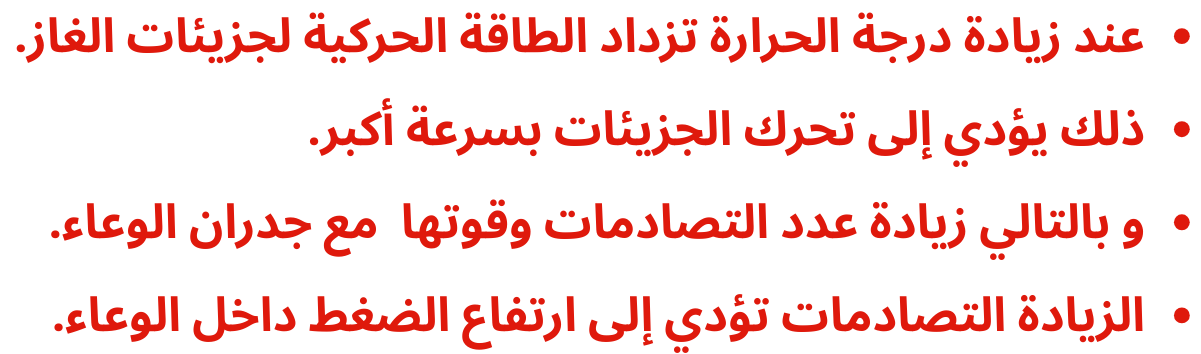 • عند زيادة درجة الحرارة تزداد الطاقة الحركية لجزيئات الغاز.
• ذلك يؤدي إلى تحرك الجزيئات بسرعة أكبر.
• و بالتالي زيادة عدد التصادمات وقوتها  مع جدران الوعاء.
• الزيادة التصادمات تؤدي إلى ارتفاع الضغط داخل الوعاء.